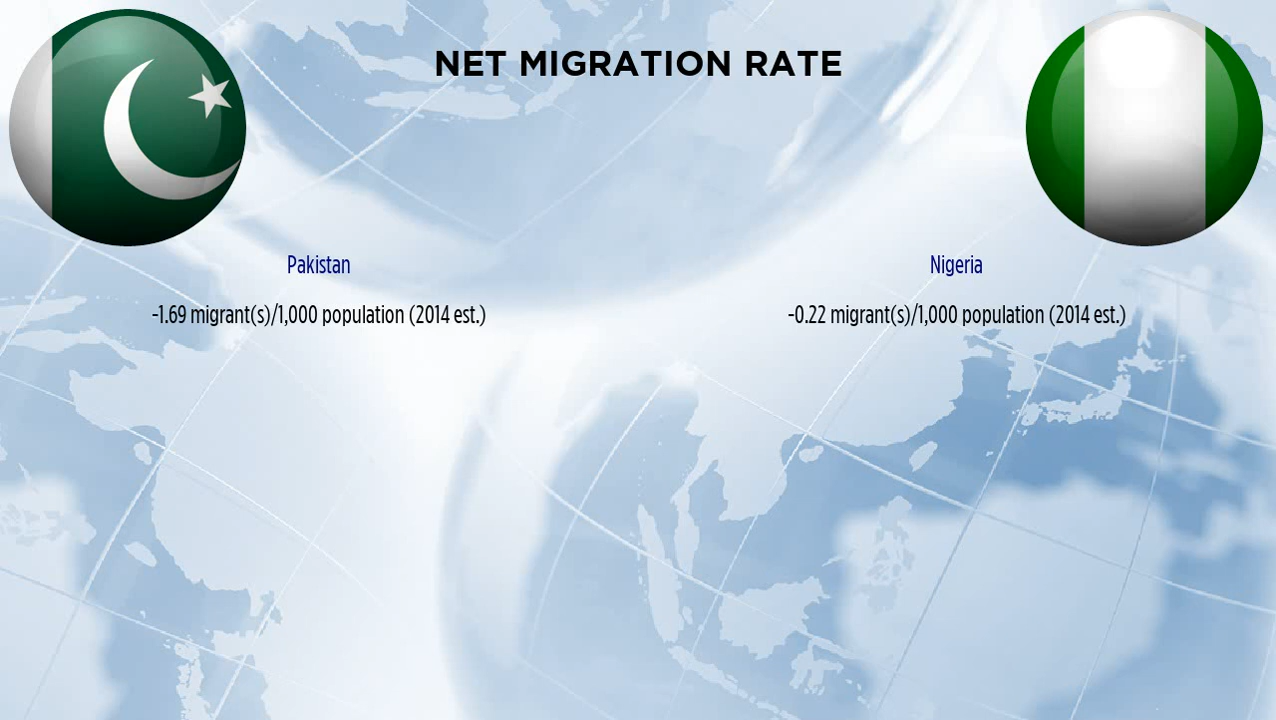 NET MIGRATION RATE
Pakistan
-1.69 migrant(s)/1,000 population (2014 est.)
Nigeria
-0.22 migrant(s)/1,000 population (2014 est.)